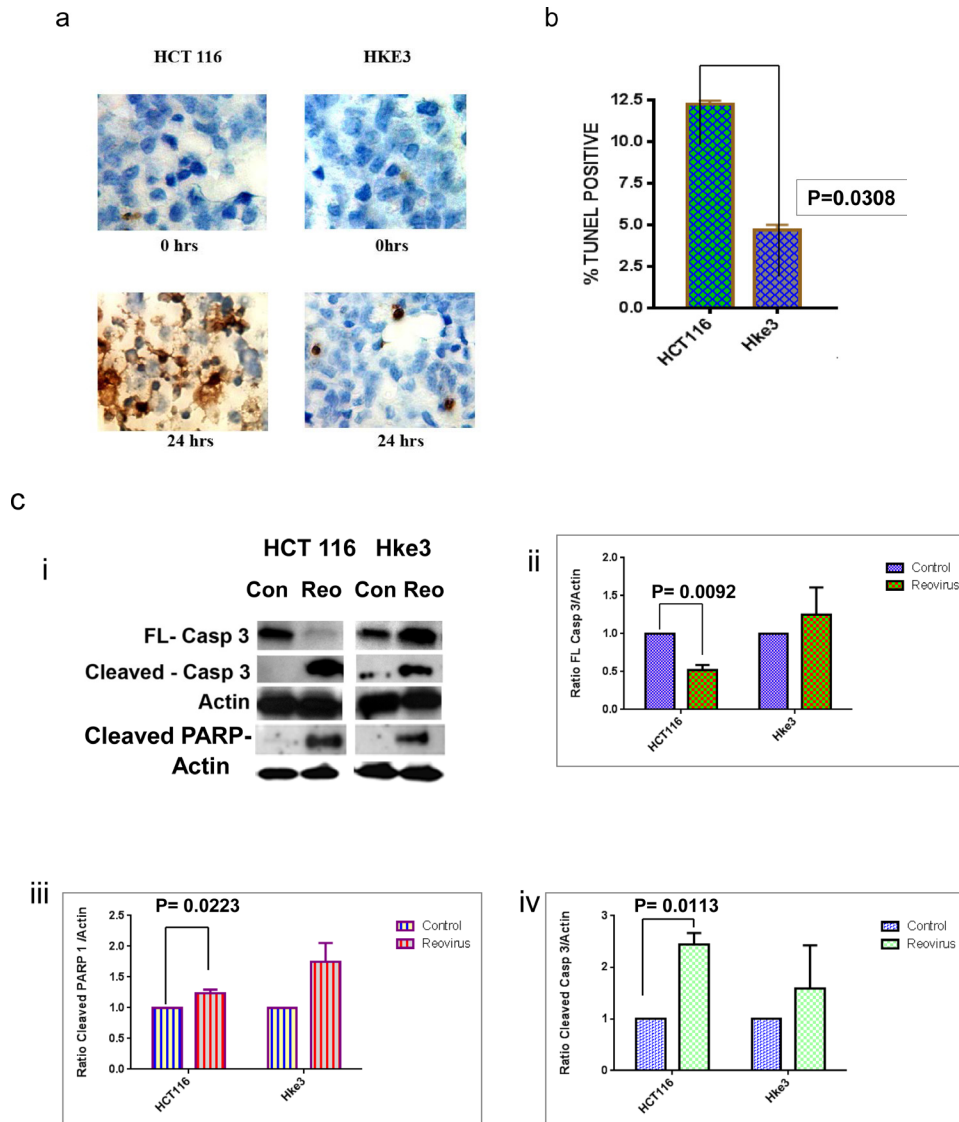 a
HCT 116 HKE3
0 hrs 0hrs
24 hrs 24 hrs
b
% TUNEL POSITIVE
12.5
10.0
7.5
5.0
2.5
0.0
P=0.0308
HCT116 Hke3
c
i
HCT 116 Hke3
Con Reo Con Reo
FL- Casp 3
Cleaved - Casp 3
Actin
Cleaved PARP-
Actin
ii
Ratio FL Casp 3/Actin
2.0
1.5
1.0
0.5
0.0
P= 0.0092
Control
Reovirus
HCT116 Hke3
iii
Ratio Cleaved PARP 1 /Actin
2.5
2.0
1.5
1.0
0.5
0.0
P= 0.0223
Control
Reovirus
HCT116 Hke3
iv
Ratio Cleaved Casp 3/Actin
3
2
1
0
P= 0.0113
Control
Reovirus
HCT116 Hke3